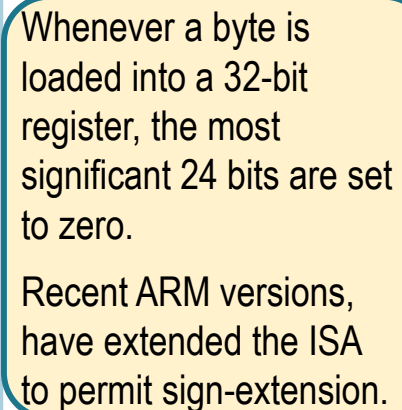 Whenever a byte is
loaded into a 32-bit
register, the most
significant 24 bits are set
to zero.
Recent ARM versions,
have extended the ISA
to permit sign-extension.